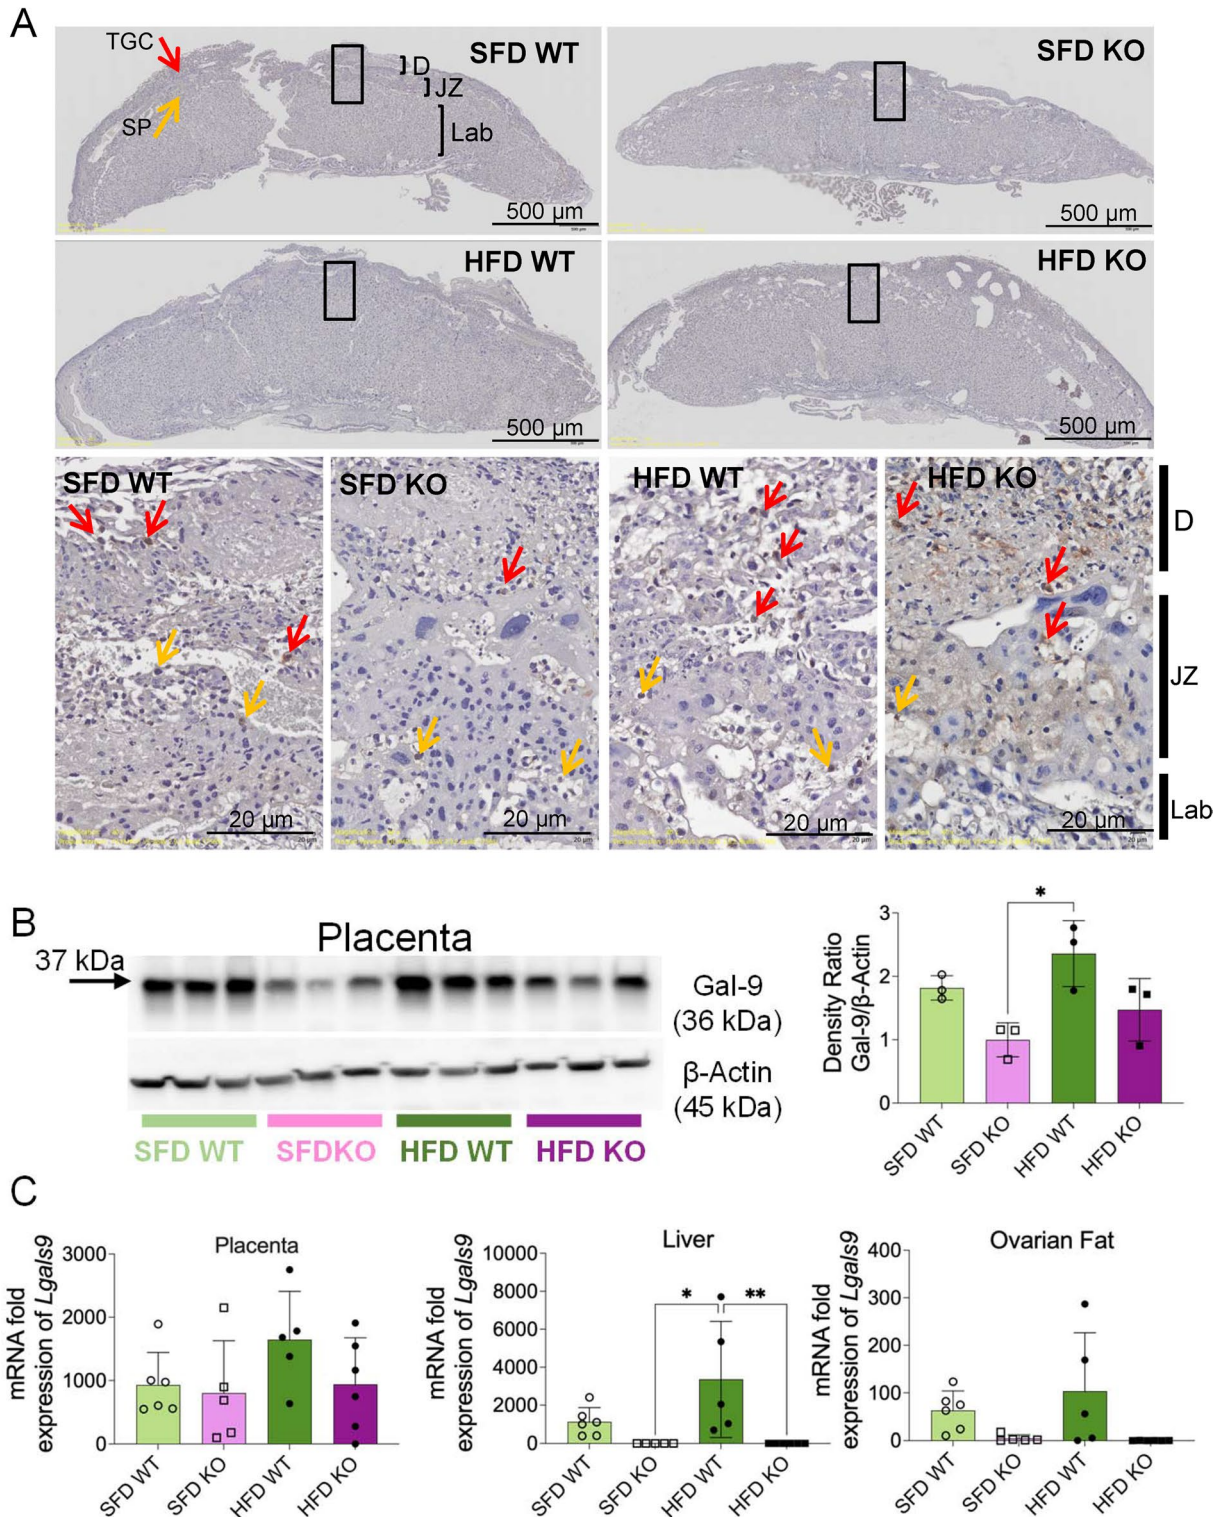 A
TGC
SP
SFD WT
D
JZ
Lab
500 µm
SFD KO
500 µm
HFD WT
500 µm
HFD KO
500 µm
SFD WT
20 µm
SFD KO
20 µm
HFD WT
20 µm
HFD KO
20 µm
D
JZ
Lab
B
Placenta
37 kDa
Gal-9
(36 kDa)
β-Actin
(45 kDa)
SFD WT
SFDKO
HFD WT
HFD KO
Density Ratio
Gal-9/β-Actin
3
2
1
0
*
SFD WT
SFD KO
HFD WT
HFD KO
C
Placenta
mRNA fold
expression of Lgals9
3000
2000
1000
0
SFD WT
SFD KO
HFD WT
HFD KO
Liver
mRNA fold
expression of Lgals9
10000
8000
6000
4000
2000
0
*
**
SFD WT
SFD KO
HFD WT
HFD KO
Ovarian Fat
mRNA fold
expression of Lgals9
400
300
200
100
0
SFD WT
SFD KO
HFD WT
HFD KO